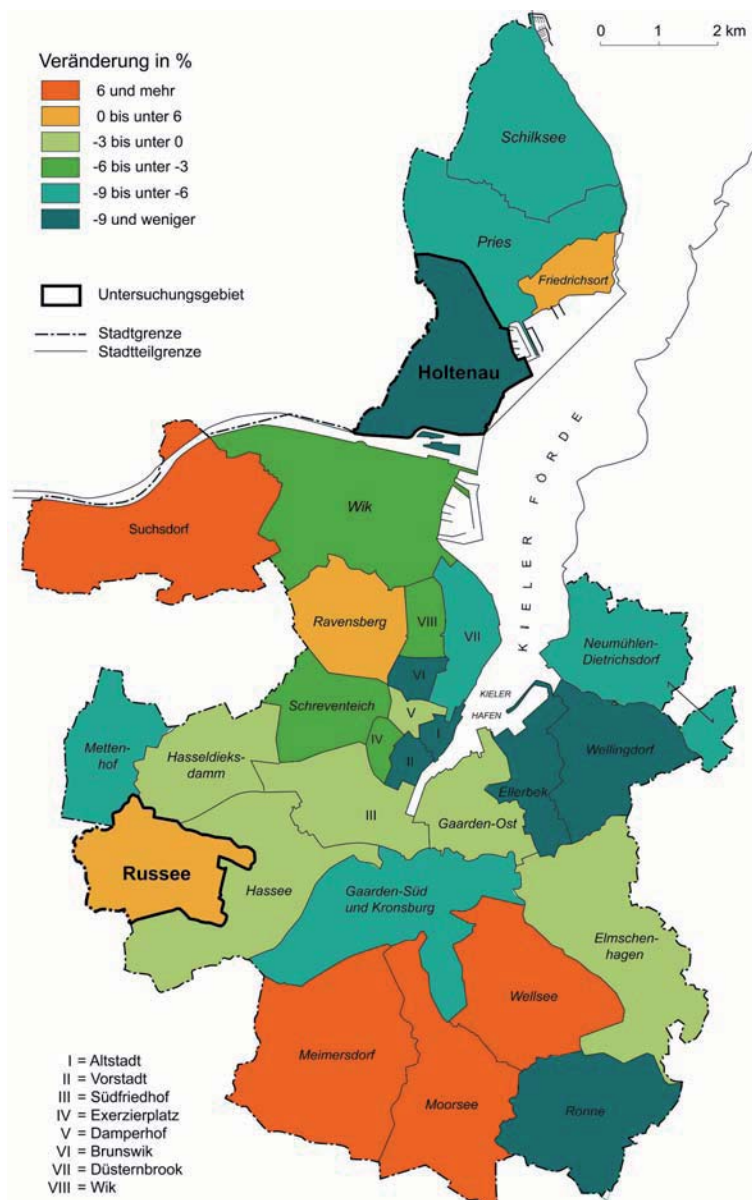 Veränderung in %
6 und mehr
0 bis unter 6
-3 bis unter 0
-6 bis unter -3
-9 bis unter -6
-9 und weniger
Untersuchungsgebiet
Stadtgrenze
Stadtteilgrenze
0 1 2 km
Schilksee
Pries
Friedrichsort
Holtenau
Wik
Suchsdorf
KIELER FÖRDE
Ravensberg
VIII
VII
VI
Neumühlen-
Dietrichsdorf
KIELER
HAFEN
Schreventeich
V
I
IV
II
Metten-
hof
Hasseldieks-
damm
Wellingdorf
Ellerbek
III
Gaarden-Ost
Russee
Hassee
Gaarden-Süd
und Kronsburg
Elmschen-
hagen
Wellsee
Meimersdorf
Moorsee
Rönne
I = Altstadt
II = Vorstadt
III = Südfriedhof
IV = Exerzierplatz
V = Damperhof
VI = Brunswik
VII = Düsternbrook
VIII = Wik